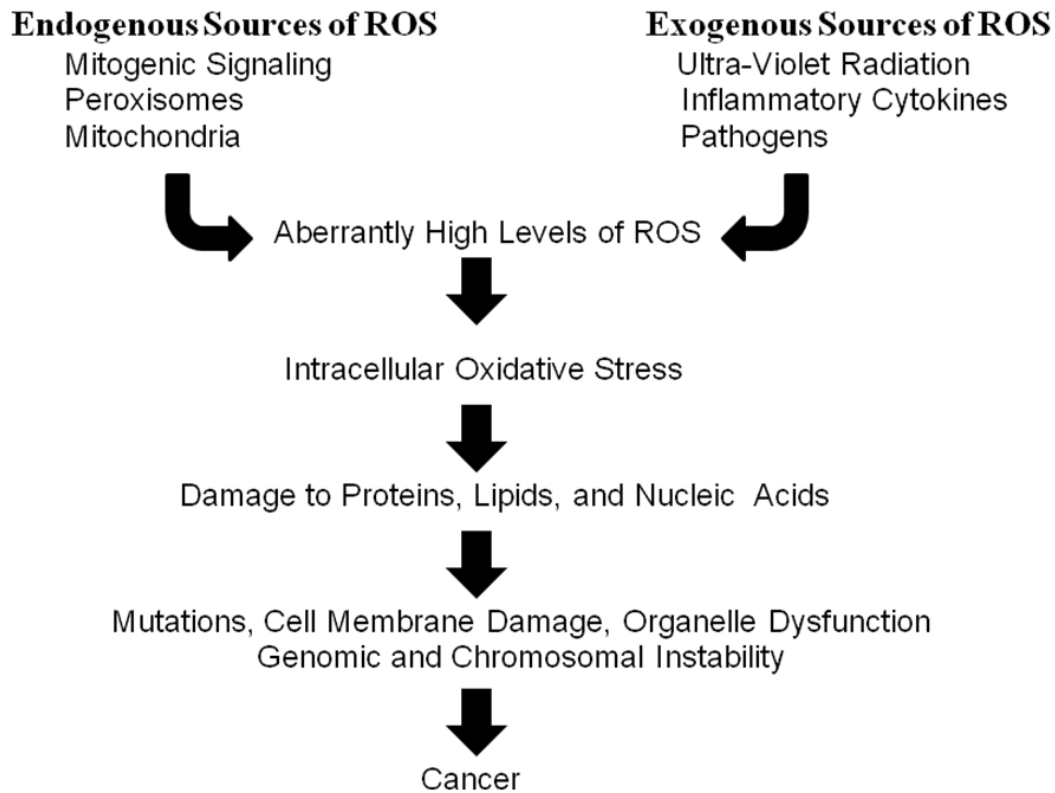 Endogenous Sources of ROS
Mitogenic Signaling
Peroxisomes
Mitochondria
Exogenous Sources of ROS
Ultra-Violet Radiation
Inflammatory Cytokines
Pathogens
Aberrantly High Levels of ROS
Intracellular Oxidative Stress
Damage to Proteins, Lipids, and Nucleic Acids
Mutations, Cell Membrane Damage, Organelle Dysfunction
Genomic and Chromosomal Instability
Cancer